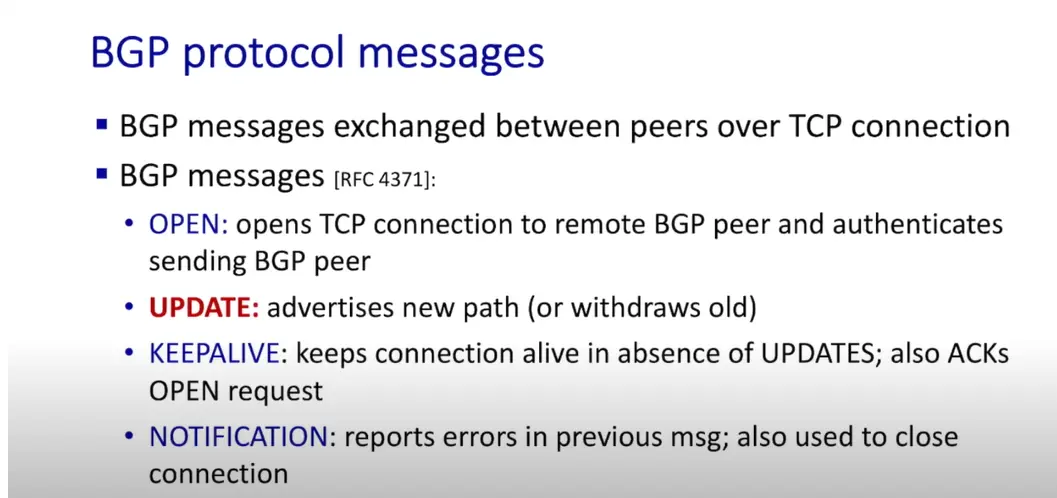 BGP protocol messages
▪ BGP messages exchanged between peers over TCP connection
▪ BGP messages [RFC 4371]:
• OPEN: opens TCP connection to remote BGP peer and authenticates
sending BGP peer
• UPDATE: advertises new path (or withdraws old)
• KEEPALIVE: keeps connection alive in absence of UPDATES; also ACKs
OPEN request
• NOTIFICATION: reports errors in previous msg; also used to close
connection